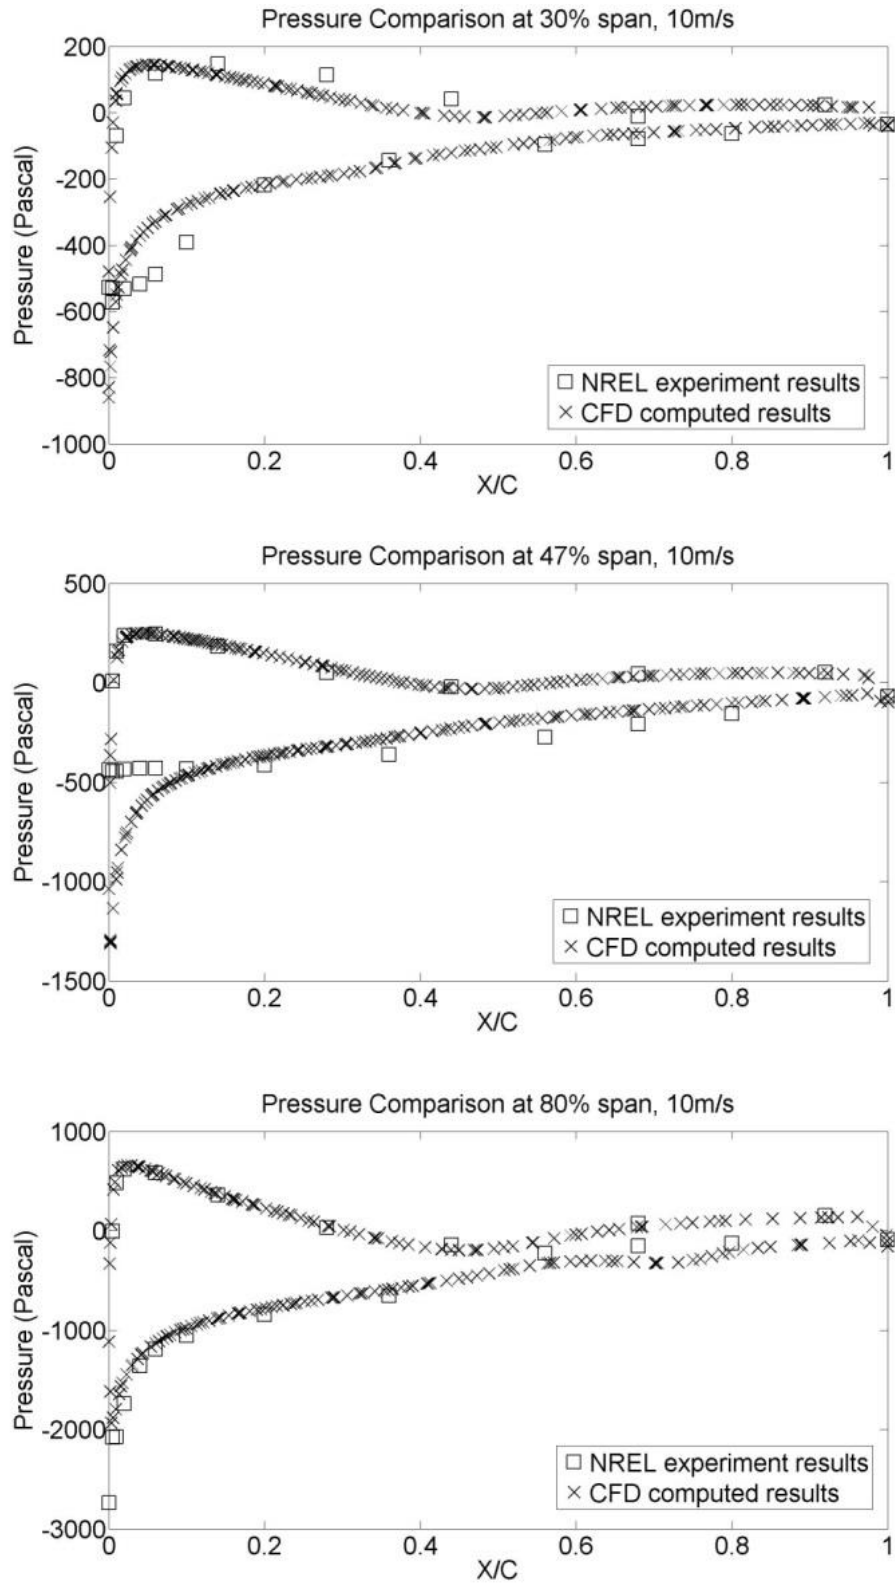 Pressure Comparison at 30% span, 10m/s
200
0
-200
-400
-600
-800
-1000
Pressure (Pascal)
NREL experiment results
CFD computed results
0 0.2 0.4 0.6 0.8 1
X/C
Pressure Comparison at 47% span, 10m/s
500
0
-500
-1000
-1500
Pressure (Pascal)
NREL experiment results
CFD computed results
0 0.2 0.4 0.6 0.8 1
X/C
Pressure Comparison at 80% span, 10m/s
1000
0
-1000
-2000
-3000
Pressure (Pascal)
NREL experiment results
CFD computed results
0 0.2 0.4 0.6 0.8 1
X/C